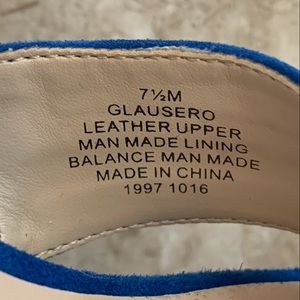 7½M
GLAUSERO
LEATHER UPPER
MAN MADE LINING
BALANCE MAN MADE
MADE IN CHINA
1997 1016